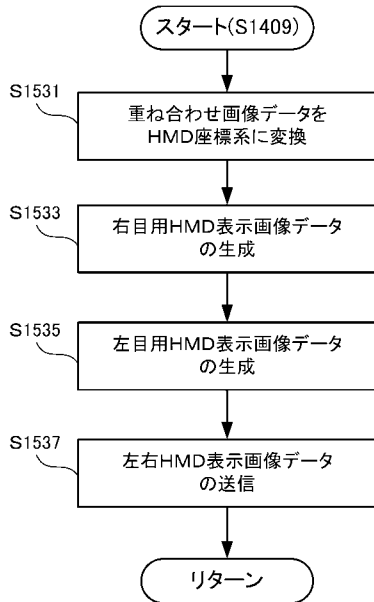 スタート(S1409)
S1531
重ね合わせ画像データを
HMD座標系に変換
S1533
右目用HMD表示画像データ
の生成
S1535
左目用HMD表示画像データ
の生成
S1537
左右HMD表示画像データ
の送信
リターン